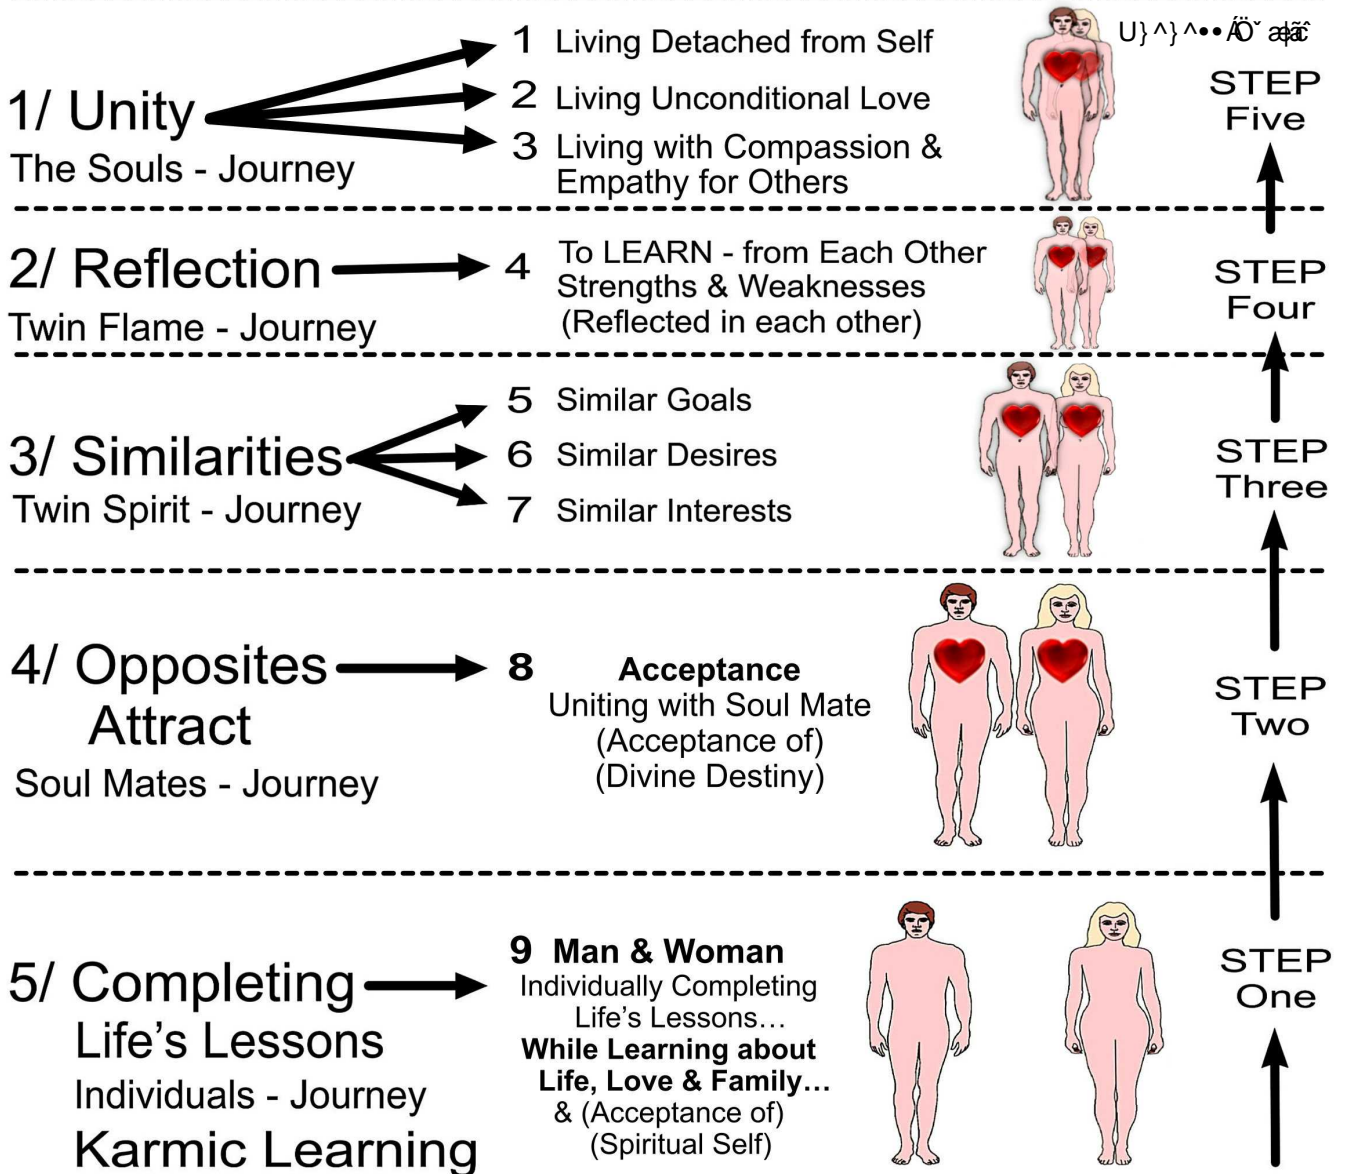 1/ Unity
The Souls - Journey
1 Living Detached from Self
2 Living Unconditional Love
3 Living with Compassion &
Empathy for Others
STEP
Five
2/ Reflection
Twin Flame - Journey
4 To LEARN - from Each Other
Strengths & Weaknesses
(Reflected in each other)
STEP
Four
3/ Similarities
Twin Spirit - Journey
5 Similar Goals
6 Similar Desires
7 Similar Interests
STEP
Three
4/ Opposites
Attract
Soul Mates - Journey
8 Acceptance
Uniting with Soul Mate
(Acceptance of)
(Divine Destiny)
STEP
Two
5/ Completing
Life’s Lessons
Individuals - Journey
Karmic Learning
9 Man & Woman
Individually Completing
Life’s Lessons…
While Learning about
Life, Love & Family…
& (Acceptance of)
(Spiritual Self)
STEP
One